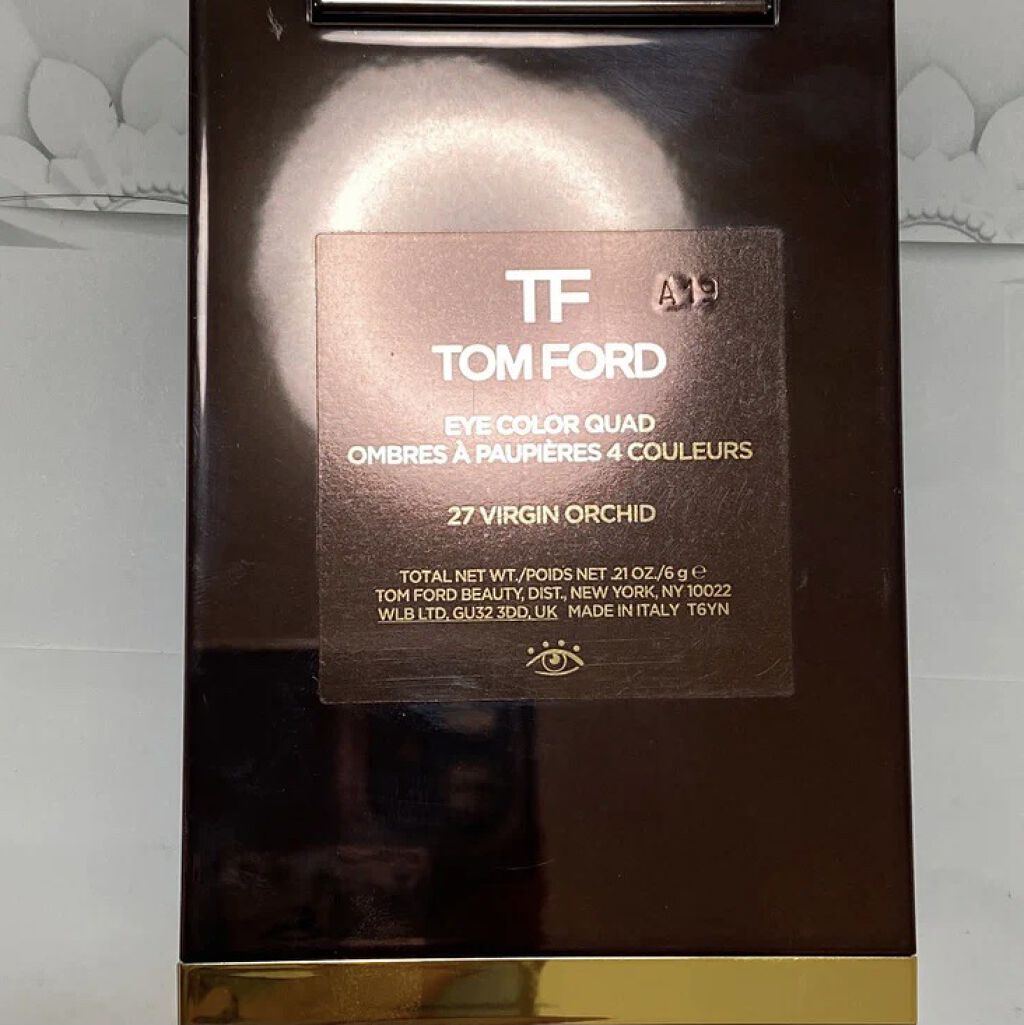 TF
A19
TOM FORD
EYE COLOR QUAD
OMBRES À PAUPIÈRES 4 COULEURS
27 VIRGIN ORCHID
TOTAL NET WT./POIDS NET .21 OZ./6 g ℮
TOM FORD BEAUTY, DIST., NEW YORK, NY 10022
WLB LTD, GU32 3DD, UK MADE IN ITALY T6YN